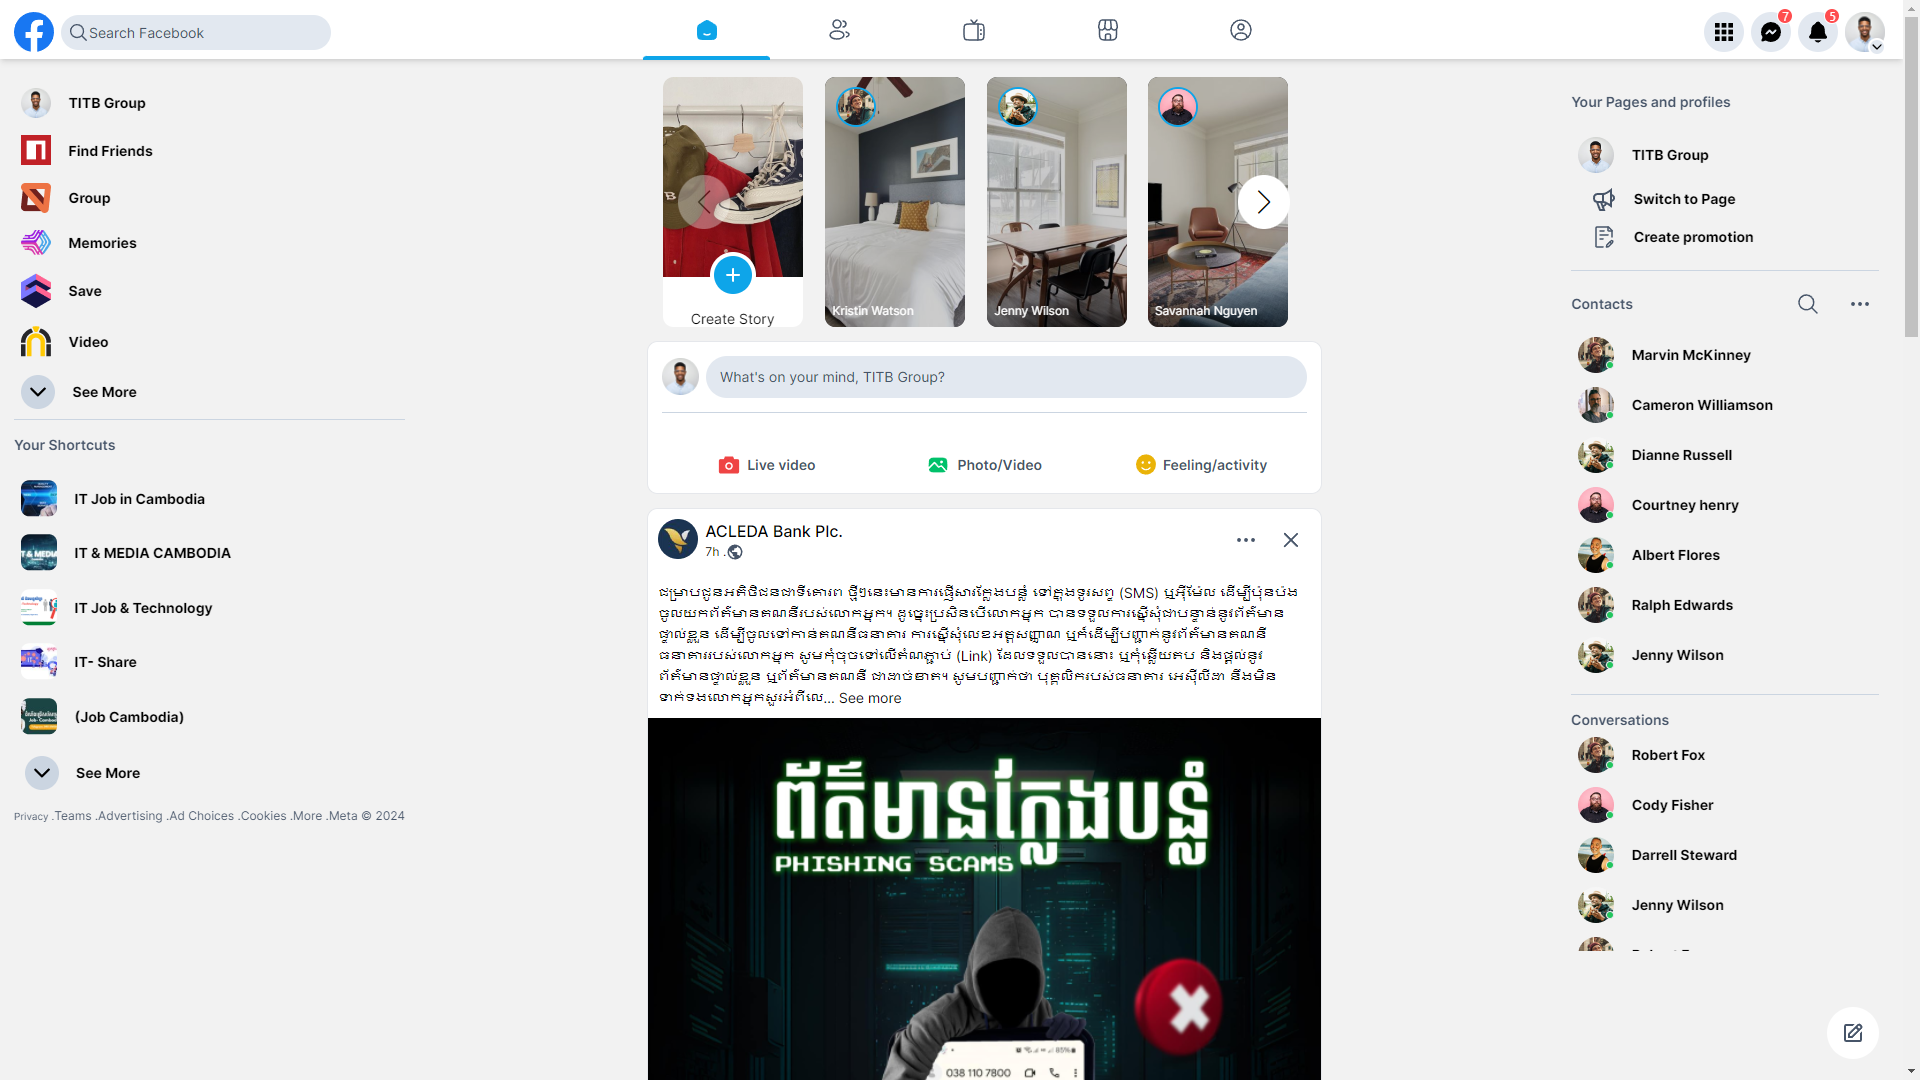 Search Facebook
7
5
TITB Group
Find Friends
Group
Memories
Save
Video
See More
Your Shortcuts
IT Job in Cambodia
IT & MEDIA CAMBODIA
IT Job & Technology
IT- Share
(Job Cambodia)
See More
Privacy .Teams .Advertising .Ad Choices .Cookies .More .Meta © 2024
Create Story
Kristin Watson
Jenny Wilson
Savannah Nguyen
What's on your mind, TITB Group?
Live video
Photo/Video
Feeling/activity
ACLEDA Bank Plc.
7h .
ជម្រាបជូនអតិថិជនជាទីគោរព ថ្មីៗនេះមានការផ្ញើសារក្លែងបន្លំ ទៅក្នុងទូរសព្ទ (SMS) ឬអ៊ីម៉ែល ដើម្បីប៉ុនប៉ង
ចូលយកព័ត៌មានគណនីរបស់លោកអ្នក។ ដូច្នេះប្រសិនបើលោកអ្នក បានទទួលការស្នើសុំជាបន្ទាន់នូវព័ត៌មាន
ផ្ទាល់ខ្លួន ដើម្បីចូលទៅកាន់គណនីធនាគារ ការស្នើសុំលេខអត្តសញ្ញាណ ឬក៏ដើម្បីបញ្ជាក់នូវព័ត៌មានគណនី
ធនាគាររបស់លោកអ្នក សូមកុំចុចទៅលើតំណភ្ជាប់ (Link) ដែលទទួលបាននោះ ឬកុំឆ្លើយតប និងផ្តល់នូវ
ព័ត៌មានផ្ទាល់ខ្លួន ឬព័ត៌មានគណនី ជាដាច់ខាត។ សូមបញ្ជាក់ថា បុគ្គលិករបស់ធនាគារ អេស៊ីលីដា នឹងមិន
ទាក់ទងលោកអ្នកសួរអំពីលេ... See more
ព័ត៌មានក្លែងបន្លំ
PHISHING SCAMS
85%
038 110 7800
Your Pages and profiles
TITB Group
Switch to Page
Create promotion
Contacts
Marvin McKinney
Cameron Williamson
Dianne Russell
Courtney henry
Albert Flores
Ralph Edwards
Jenny Wilson
Conversations
Robert Fox
Cody Fisher
Darrell Steward
Jenny Wilson